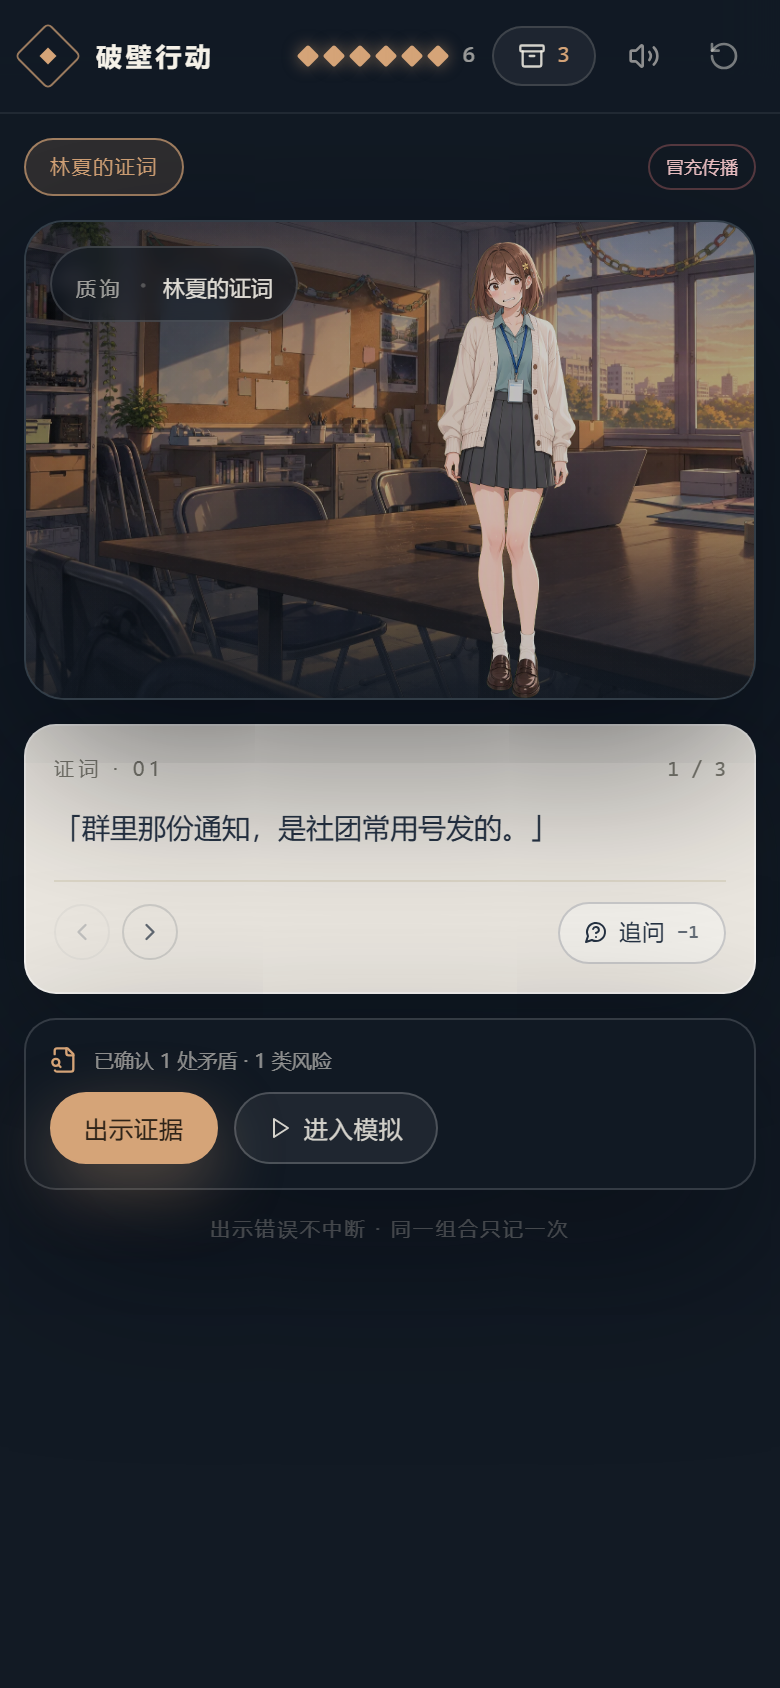 破壁行动
6
3
林夏的证词
冒充传播
质询 · 林夏的证词
证词 · 01
1 / 3
「群里那份通知，是社团常用号发的。」
追问 -1
已确认 1 处矛盾 · 1 类风险
出示证据
进入模拟
出示错误不中断 · 同一组合只记一次